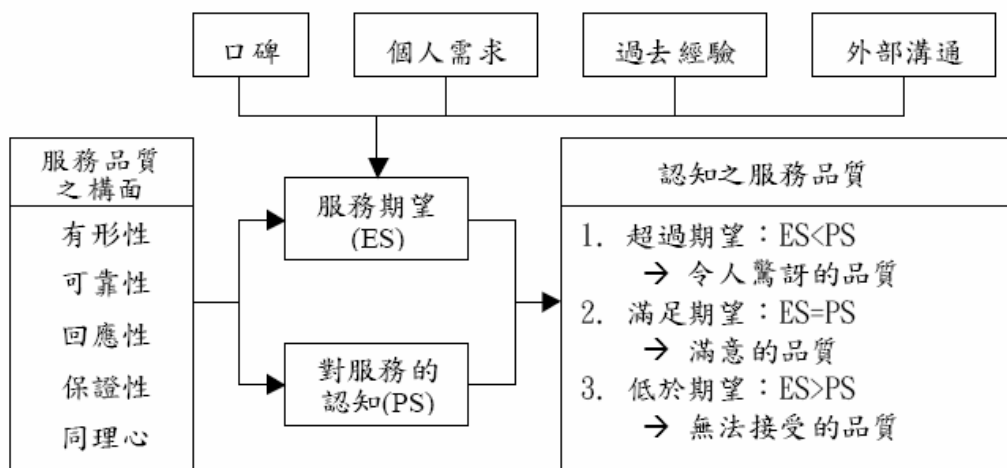 口碑
個人需求
過去經驗
外部溝通
服務品質
之構面
有形性
可靠性
回應性
保證性
同理心
服務期望
(ES)
對服務的
認知(PS)
認知之服務品質
1. 超過期望：ES<PS
→ 令人驚訝的品質
2. 滿足期望：ES=PS
→ 滿意的品質
3. 低於期望：ES>PS
→ 無法接受的品質